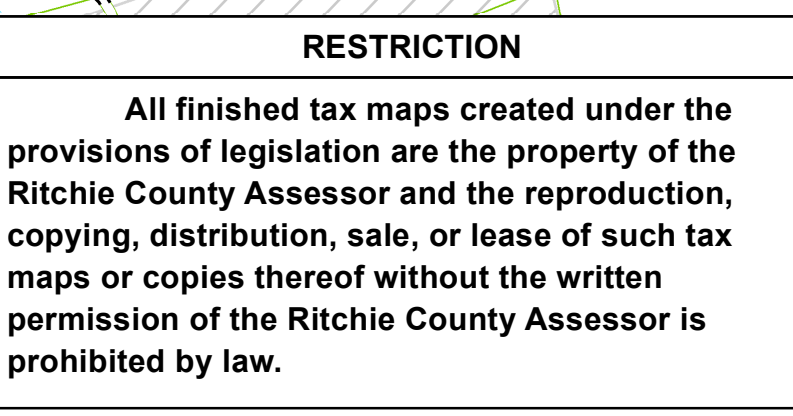 RESTRICTION
All finished tax maps created under the
provisions of legislation are the property of the
Ritchie County Assessor and the reproduction,
copying, distribution, sale, or lease of such tax
maps or copies thereof without the written
permission of the Ritchie County Assessor is
prohibited by law.